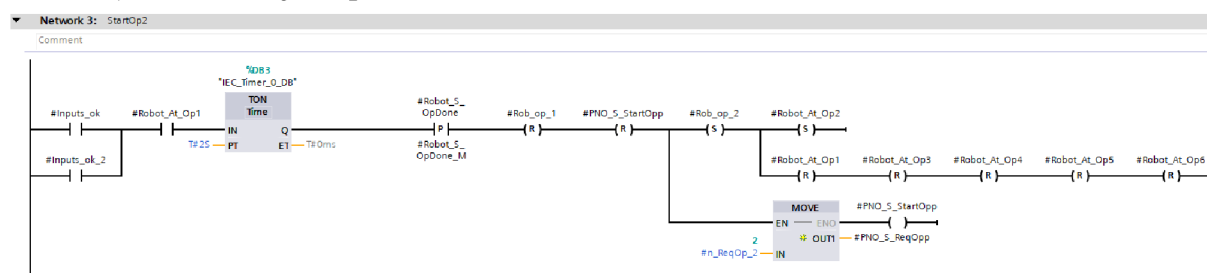 Network 3: StartOp2
Comment
%DB3
"IEC_Timer_0_DB"
TON
Time
#Inputs_ok
#Robot_At_Op1
IN
Q
T#2S
PT
ET
T#0ms
#Inputs_ok_2
#Robot_S_
OpDone
P
#Robot_S_
OpDone_M
#Rob_op_1
R
#PNO_S_StartOpp
R
#Rob_op_2
S
#Robot_At_Op2
S
#Robot_At_Op1
R
#Robot_At_Op3
R
#Robot_At_Op4
R
#Robot_At_Op5
R
#Robot_At_Op6
R
MOVE
EN
ENO
#PNO_S_StartOpp
2
#n_ReqOp_2
IN
OUT1
#PNO_S_ReqOpp